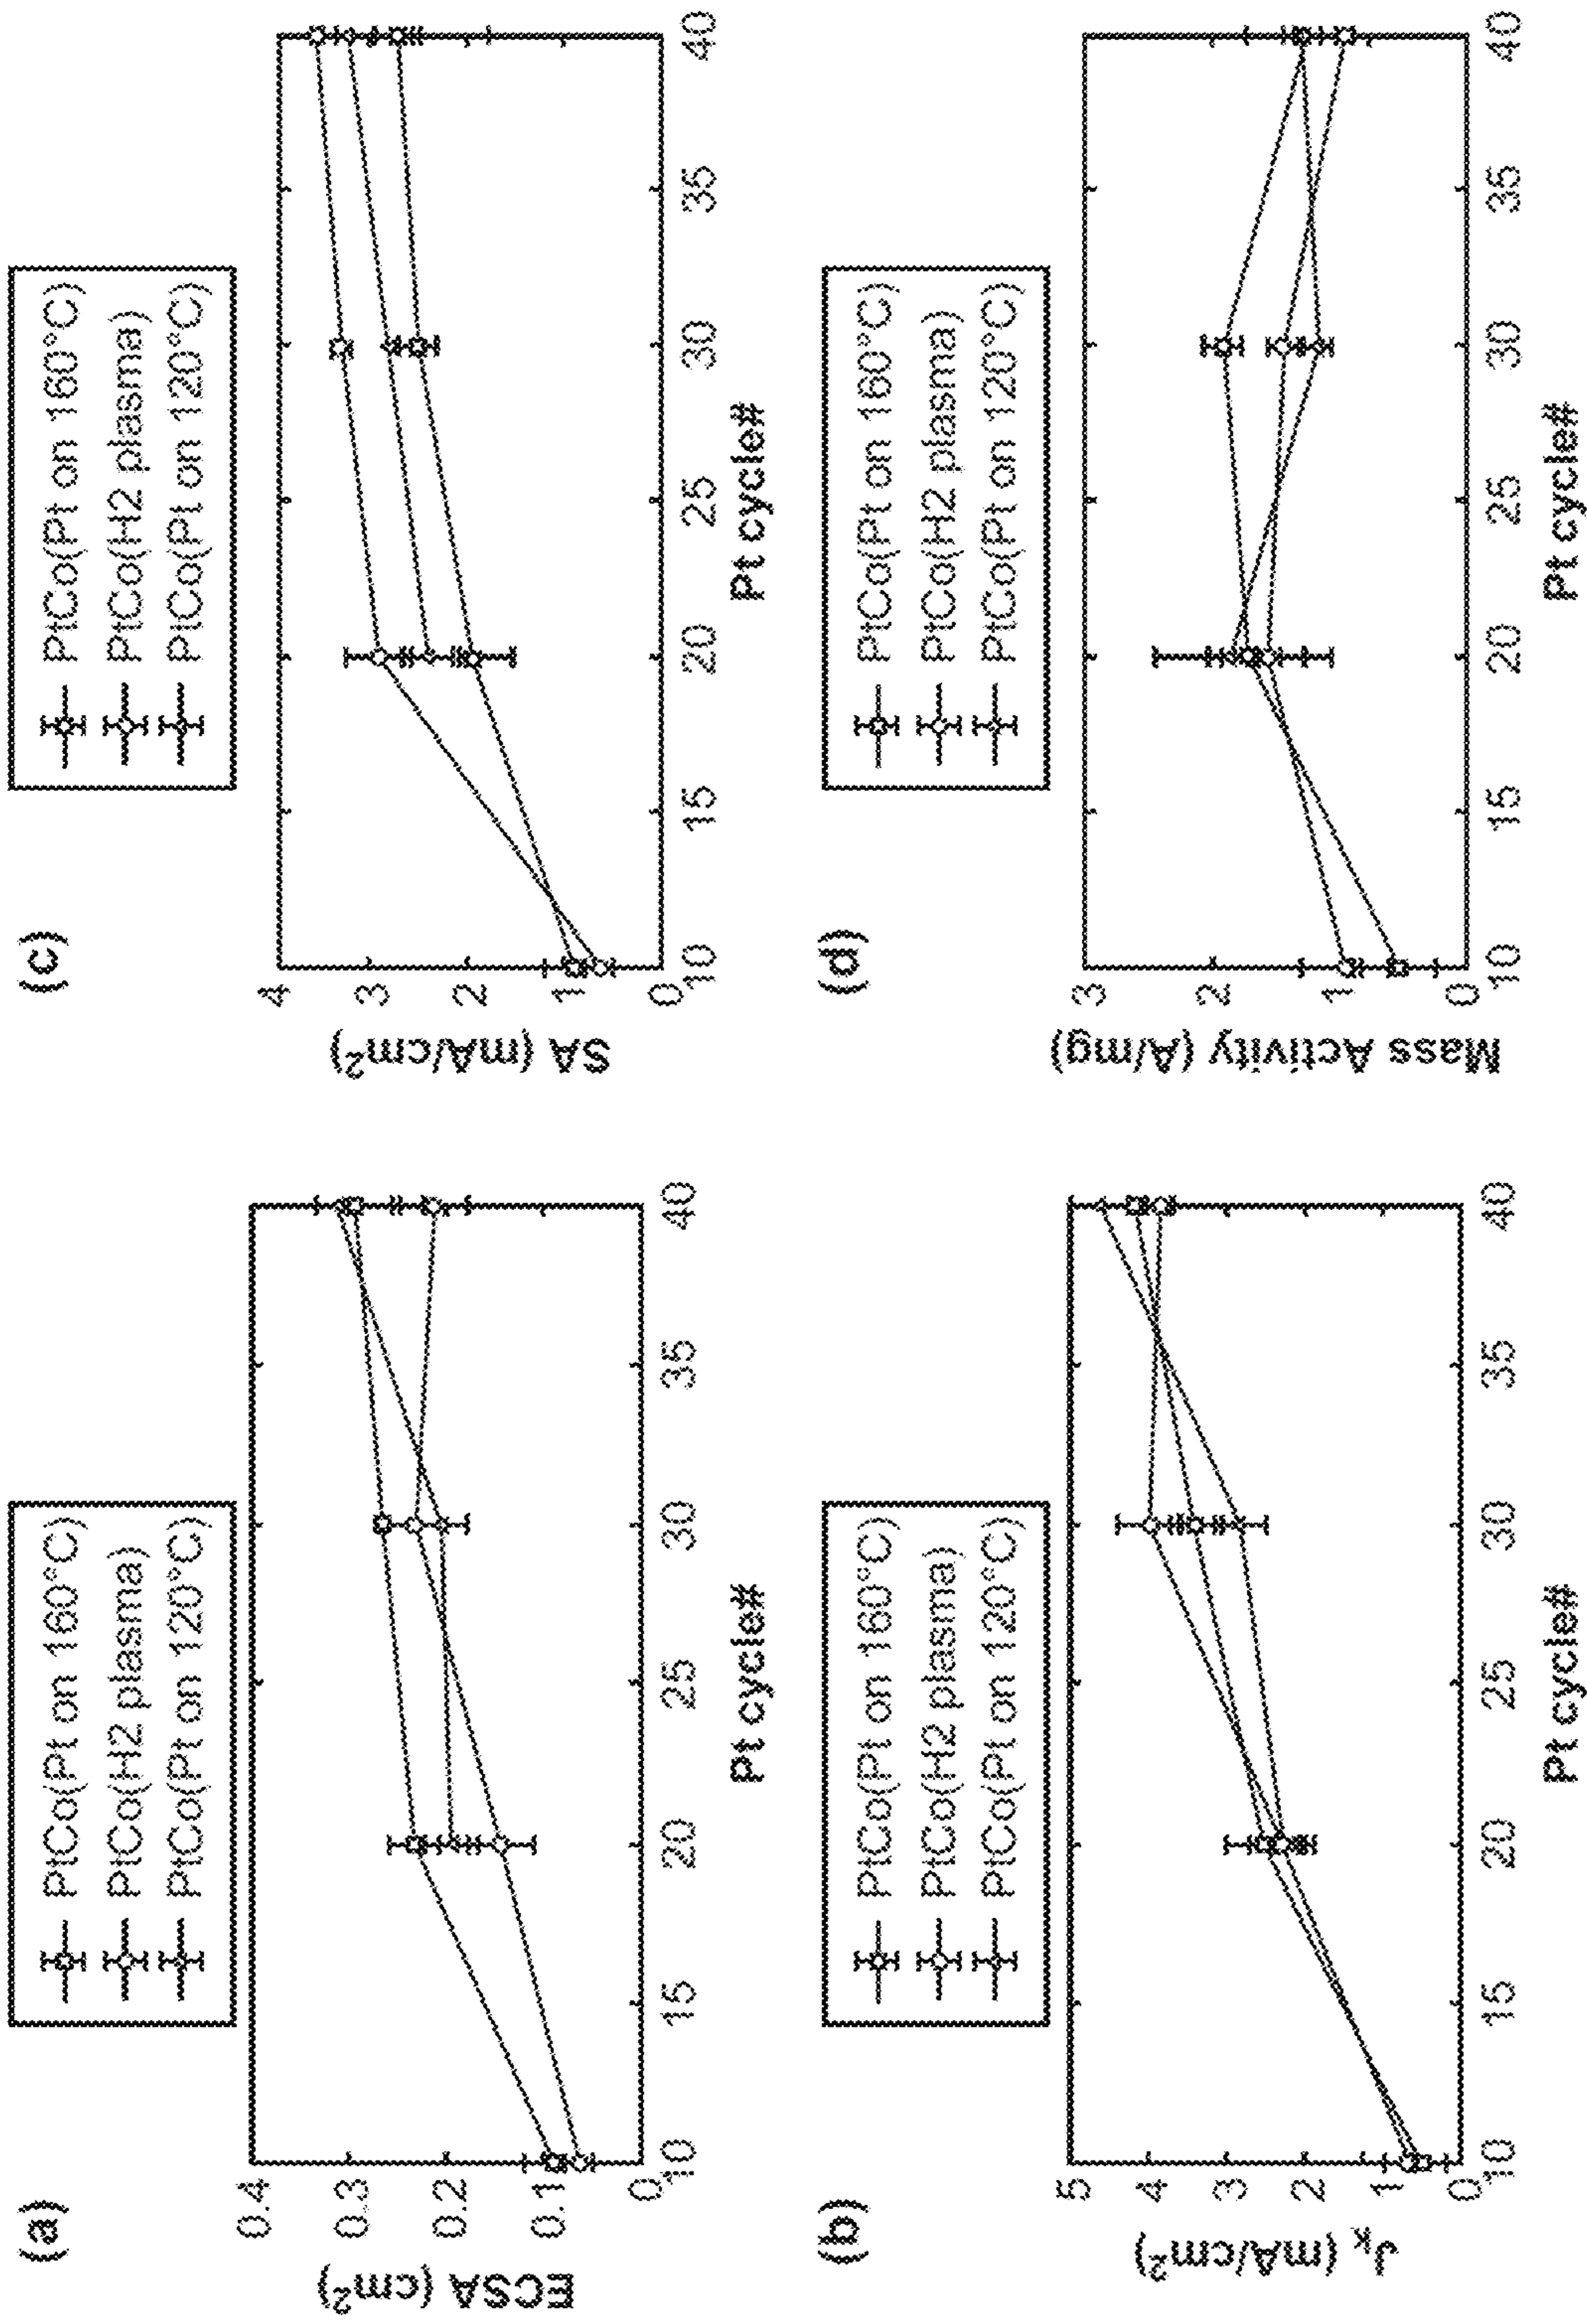 (a)
PtCo(Pt on 160°C)
PtCo(H2 plasma)
PtCo(Pt on 120°C)
ECSA (cm²)
0.4
0.3
0.2
0.1
0
10 15 20 25 30 35 40
Pt cycle#
(b)
PtCo(Pt on 160°C)
PtCo(H2 plasma)
PtCo(Pt on 120°C)
Jₖ (mA/cm²)
5
4
3
2
1
0
10 15 20 25 30 35 40
Pt cycle#
(c)
PtCo(Pt on 160°C)
PtCo(H2 plasma)
PtCo(Pt on 120°C)
SA (mA/cm²)
4
3
2
1
0
10 15 20 25 30 35 40
Pt cycle#
(d)
PtCo(Pt on 160°C)
PtCo(H2 plasma)
PtCo(Pt on 120°C)
Mass Activity (A/mg)
3
2
1
0
10 15 20 25 30 35 40
Pt cycle#